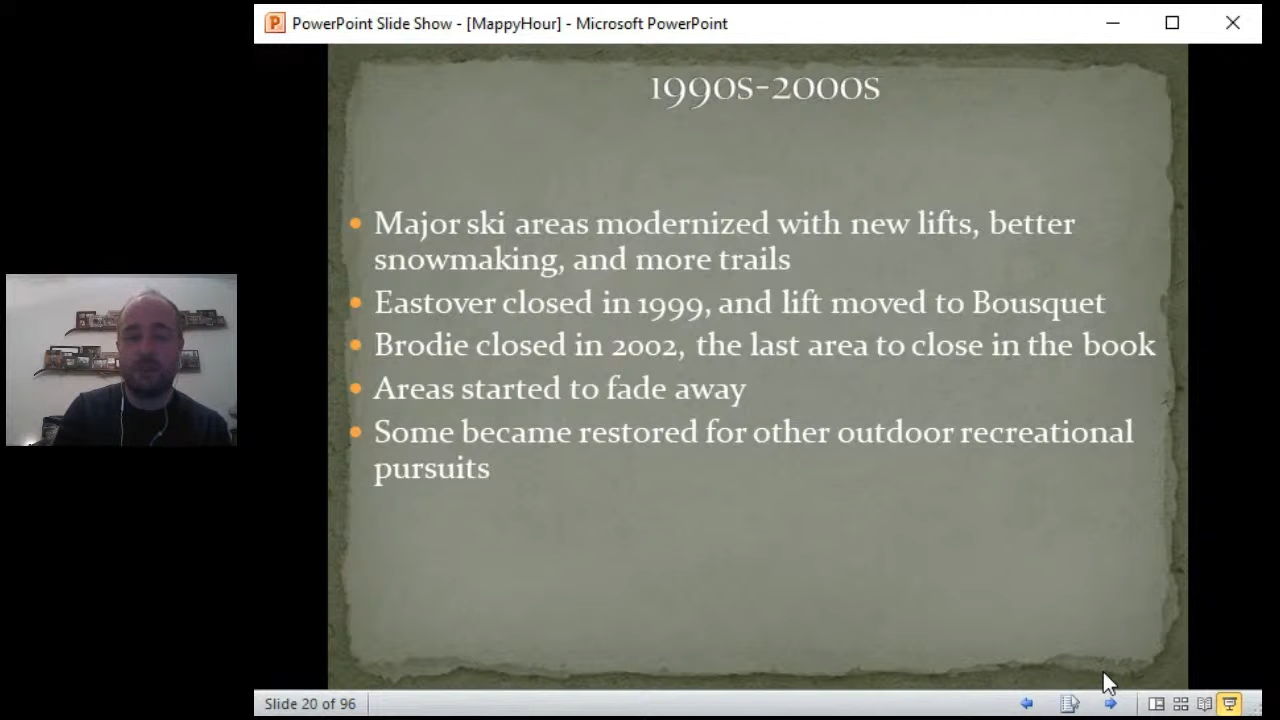 PowerPoint Slide Show - [MappyHour] - Microsoft PowerPoint
1990s-2000s
• Major ski areas modernized with new lifts, better
snowmaking, and more trails
• Eastover closed in 1999, and lift moved to Bousquet
• Brodie closed in 2002, the last area to close in the book
• Areas started to fade away
• Some became restored for other outdoor recreational
pursuits
Slide 20 of 96